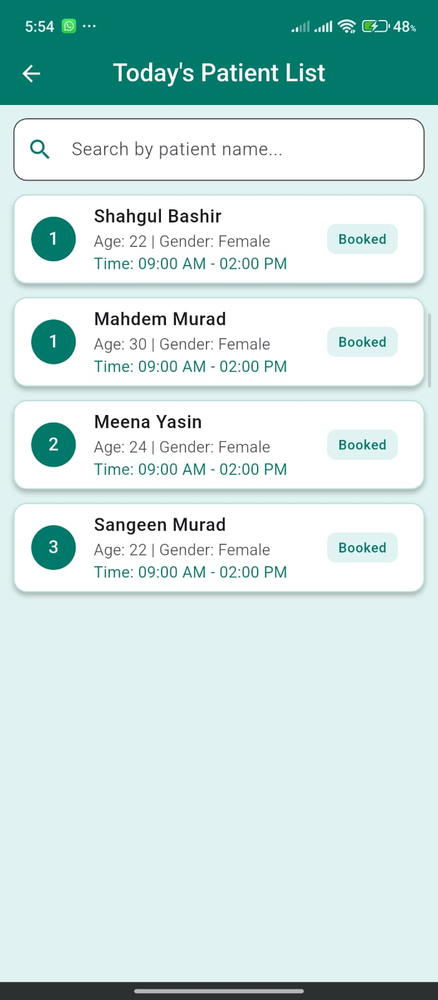 5:54 ... 48%
Today's Patient List
Search by patient name...
1
Shahgul Bashir
Age: 22 | Gender: Female
Time: 09:00 AM - 02:00 PM
Booked
1
Mahdem Murad
Age: 30 | Gender: Female
Time: 09:00 AM - 02:00 PM
Booked
2
Meena Yasin
Age: 24 | Gender: Female
Time: 09:00 AM - 02:00 PM
Booked
3
Sangeen Murad
Age: 22 | Gender: Female
Time: 09:00 AM - 02:00 PM
Booked